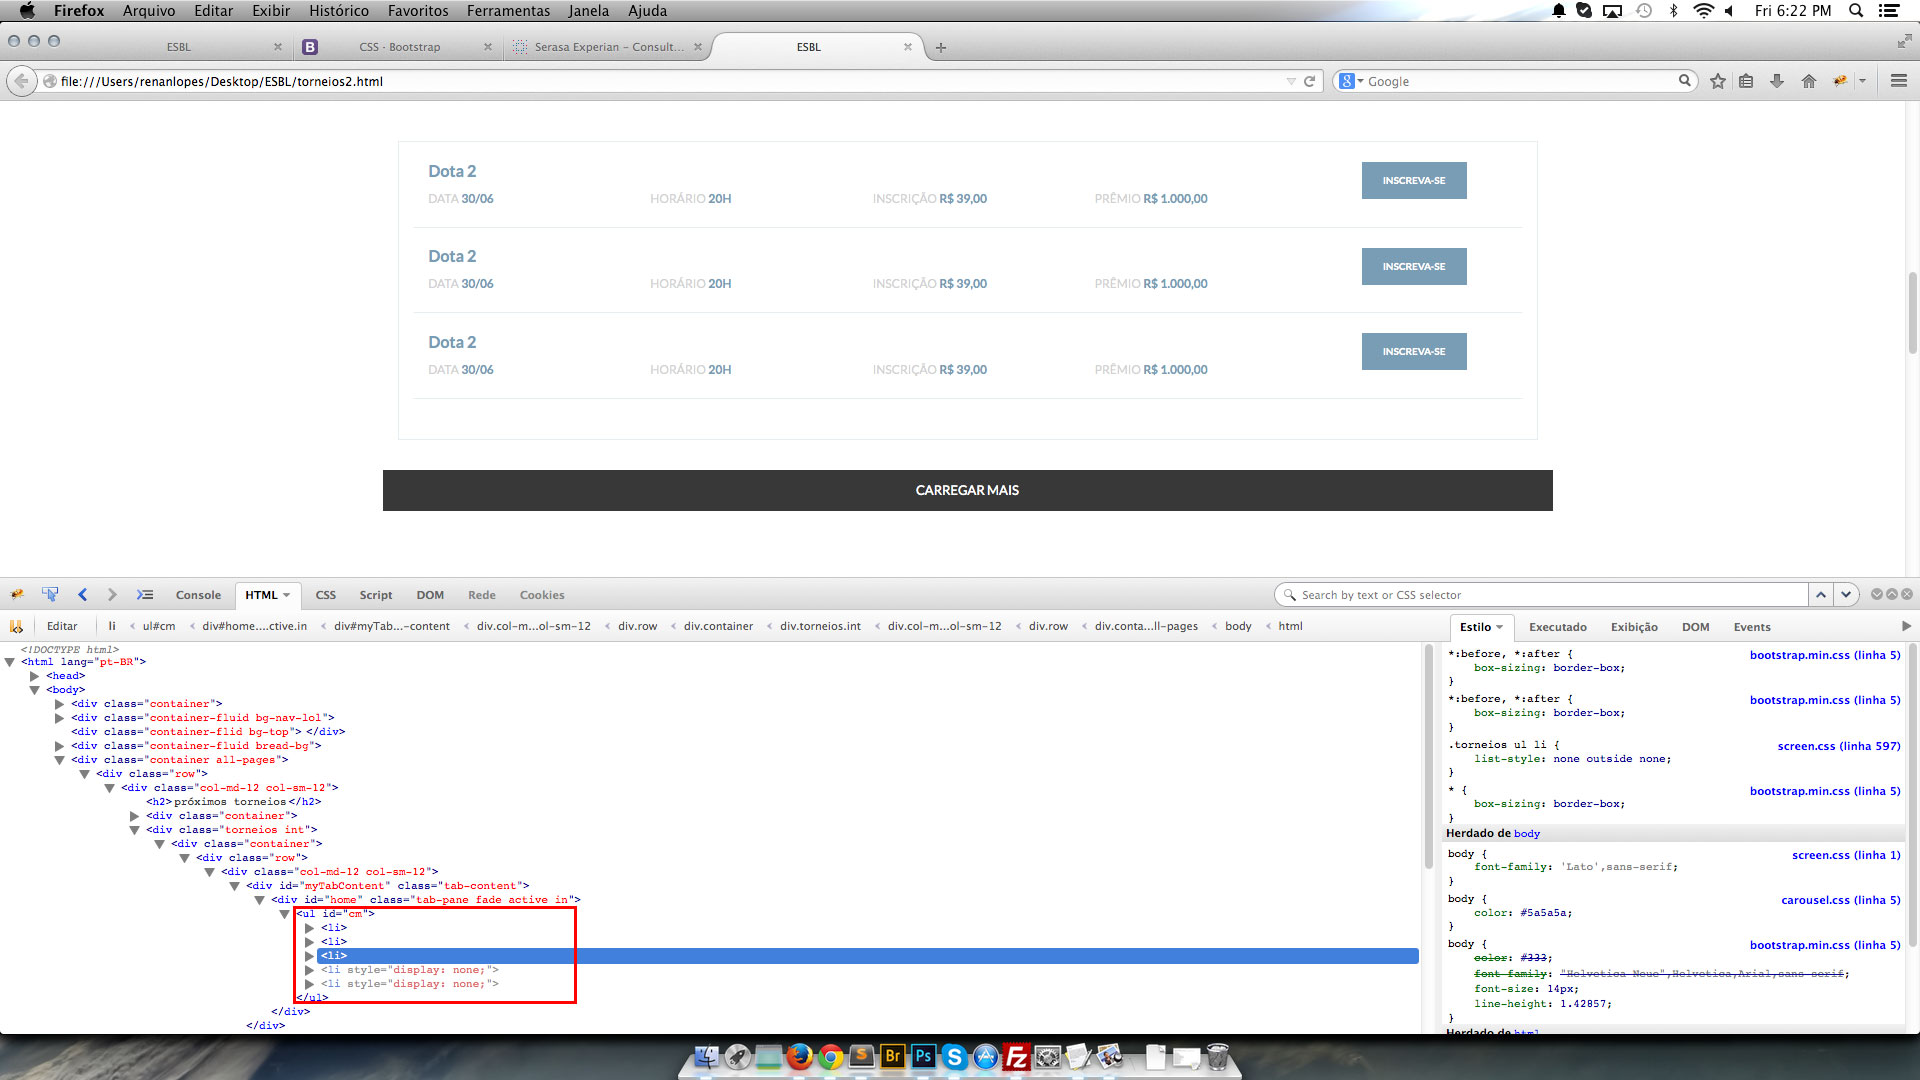 Firefox Arquivo Editar Exibir Histórico Favoritos Ferramentas Janela Ajuda Fri 6:22 PM
ESBL CSS · Bootstrap Serasa Experian – Consult... ESBL
file:///Users/renanlopes/Desktop/ESBL/torneios2.html Google
Dota 2
DATA 30/06 HORÁRIO 20H INSCRIÇÃO R$ 39,00 PRÊMIO R$ 1.000,00 INSCREVA-SE
Dota 2
DATA 30/06 HORÁRIO 20H INSCRIÇÃO R$ 39,00 PRÊMIO R$ 1.000,00 INSCREVA-SE
Dota 2
DATA 30/06 HORÁRIO 20H INSCRIÇÃO R$ 39,00 PRÊMIO R$ 1.000,00 INSCREVA-SE
CARREGAR MAIS
Console HTML CSS Script DOM Rede Cookies Search by text or CSS selector
Editar li ul#cm div#home....ctive.in div#myTab...-content div.col-m...ol-sm-12 div.row div.container div.torneios.int div.col-m...ol-sm-12 div.row div.conta...ll-pages body html
<!DOCTYPE html>
<html lang="pt-BR">
<head>
<body>
<div class="container">
<div class="container-fluid bg-nav-lol">
<div class="container-flid bg-top"> </div>
<div class="container-fluid bread-bg">
<div class="container all-pages">
<div class="row">
<div class="col-md-12 col-sm-12">
<h2>próximos torneios</h2>
<div class="container">
<div class="torneios int">
<div class="container">
<div class="row">
<div class="col-md-12 col-sm-12">
<div id="myTabContent" class="tab-content">
<div id="home" class="tab-pane fade active in">
<ul id="cm">
<li>
<li>
<li>
<li style="display: none;">
<li style="display: none;">
</ul>
</div>
</div>
Estilo Executado Exibição DOM Events
*:before, *:after { bootstrap.min.css (linha 5)
box-sizing: border-box;
}
*:before, *:after { bootstrap.min.css (linha 5)
box-sizing: border-box;
}
.torneios ul li { screen.css (linha 597)
list-style: none outside none;
}
* { bootstrap.min.css (linha 5)
box-sizing: border-box;
}
Herdado de body
body { screen.css (linha 1)
font-family: 'Lato',sans-serif;
}
body { carousel.css (linha 5)
color: #5a5a5a;
}
body { bootstrap.min.css (linha 5)
color: #333;
font-family: "Helvetica Neue",Helvetica,Arial,sans-serif;
font-size: 14px;
line-height: 1.42857;
}
Herdado de html
Br Ps